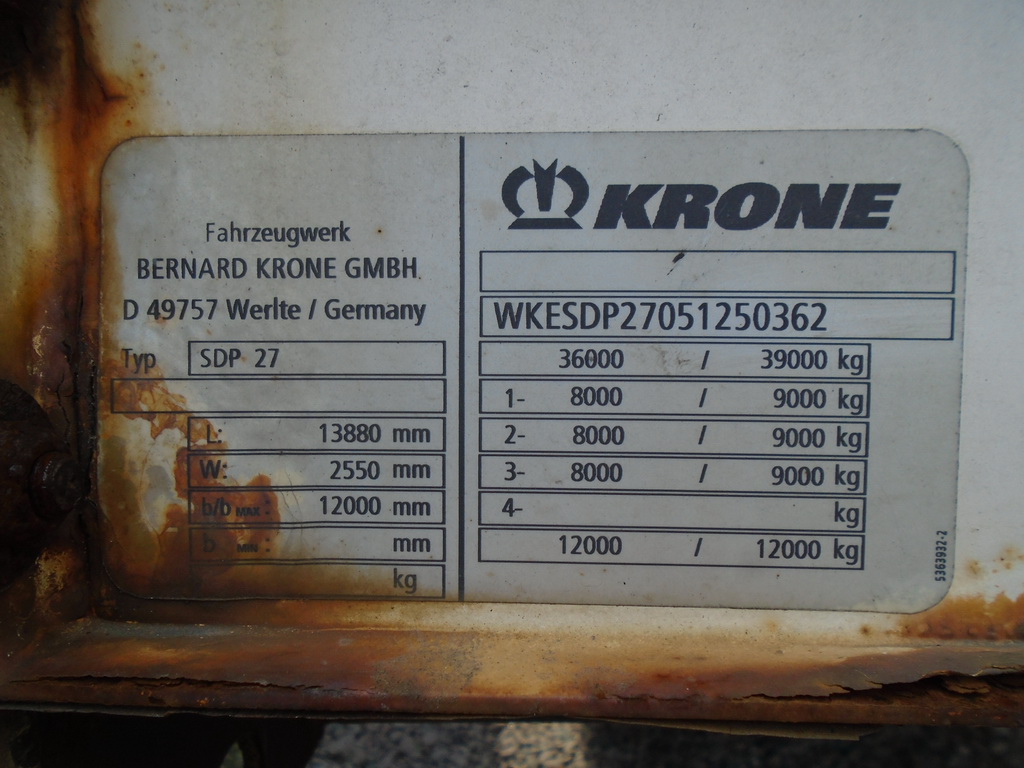 Fahrzeugwerk
BERNARD KRONE GMBH
D 49757 Werlte / Germany
Typ SDP 27
L: 13880 mm
W: 2550 mm
b/b MAX : 12000 mm
b MIN : mm
kg
KRONE
WKESDP27051250362
36000 / 39000 kg
1- 8000 / 9000 kg
2- 8000 / 9000 kg
3- 8000 / 9000 kg
4- kg
12000 / 12000 kg
5363932-2